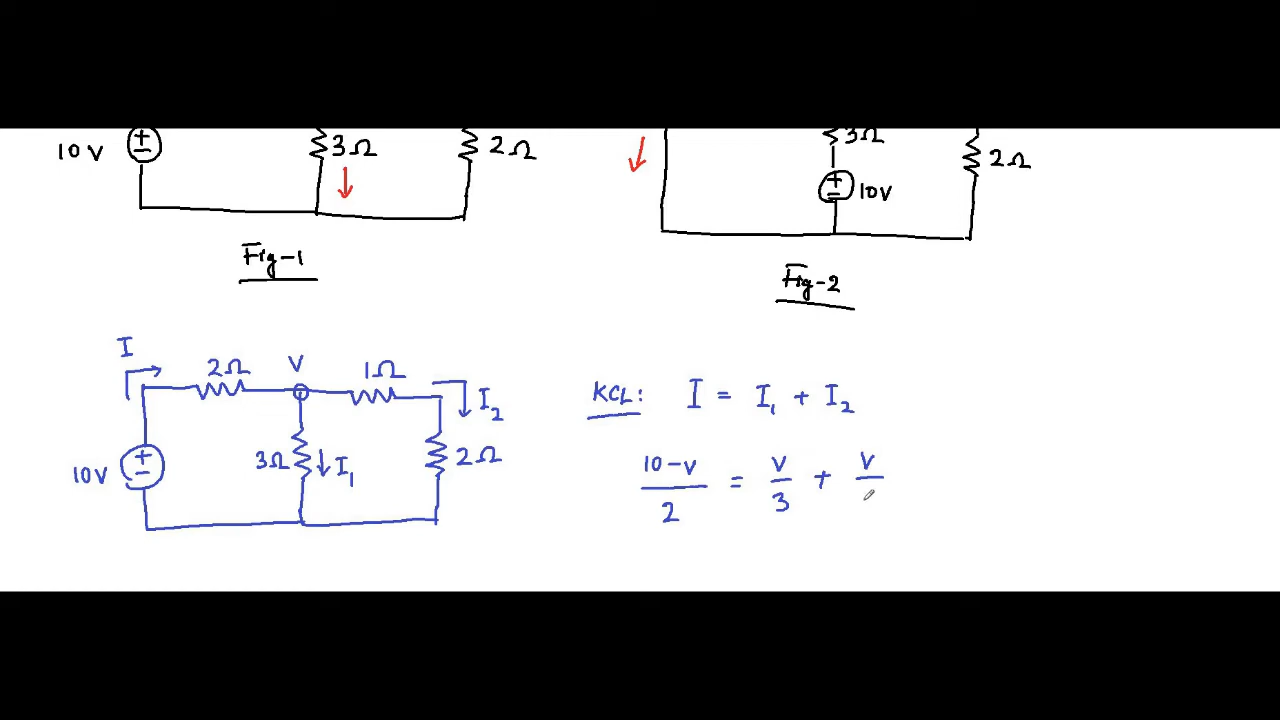 10V
3Ω
2Ω
Fig-1
3Ω
10V
2Ω
Fig-2
I
2Ω
V
1Ω
I₂
10V
3Ω
I₁
2Ω
KCL: I = I₁ + I₂
10-V/2 = V/3 + V/